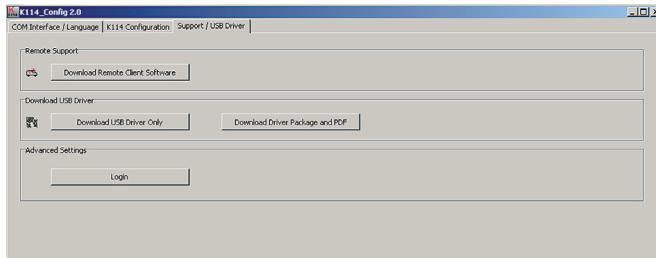 K114_Config 2.0
COM Interface / Language K114 Configuration Support / USB Driver
Remote Support
Download Remote Client Software
Download USB Driver
Download USB Driver Only Download Driver Package and PDF
Advanced Settings
Login